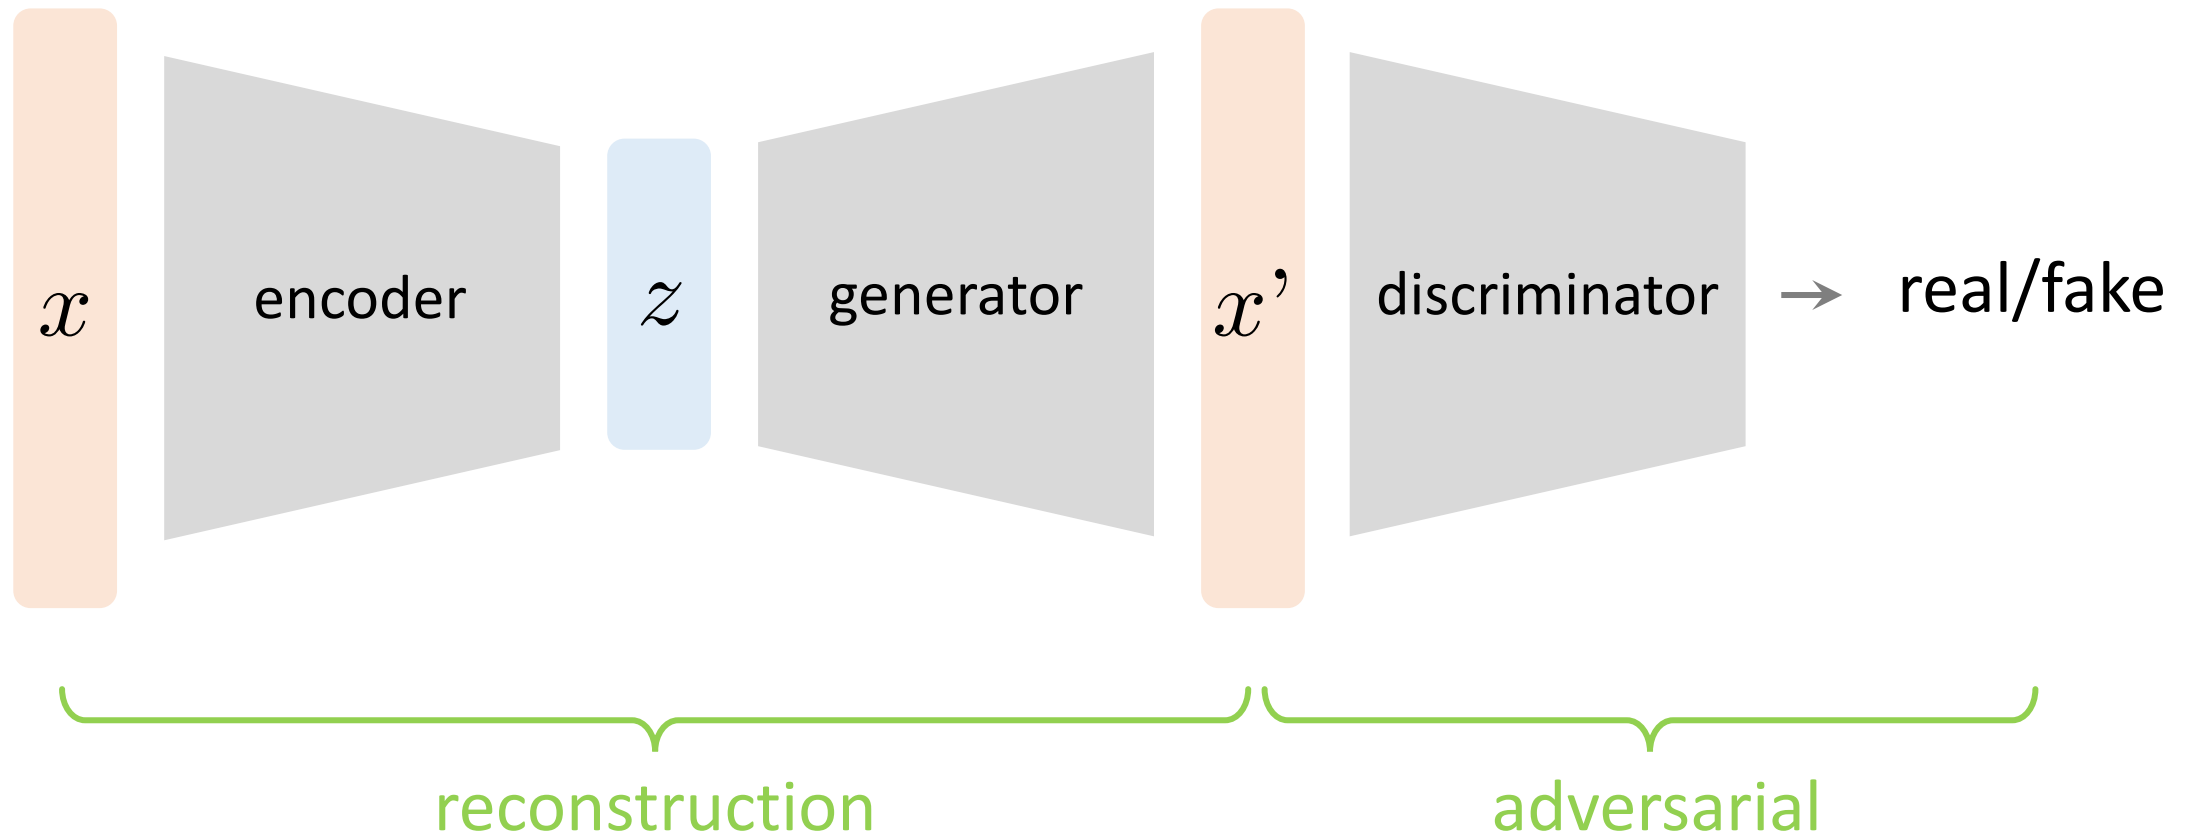 x
encoder
z
generator
x’
discriminator
real/fake
reconstruction
adversarial